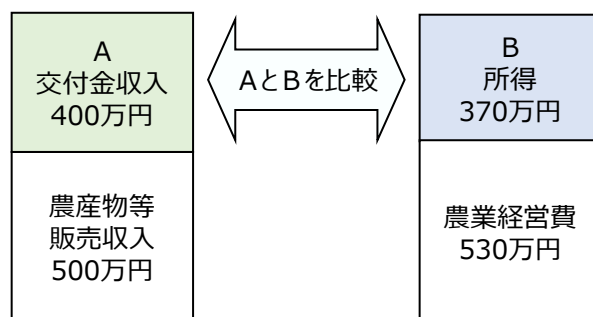 A
交付金収入
400万円
農産物等
販売収入
500万円
AとBを比較
B
所得
370万円
農業経営費
530万円